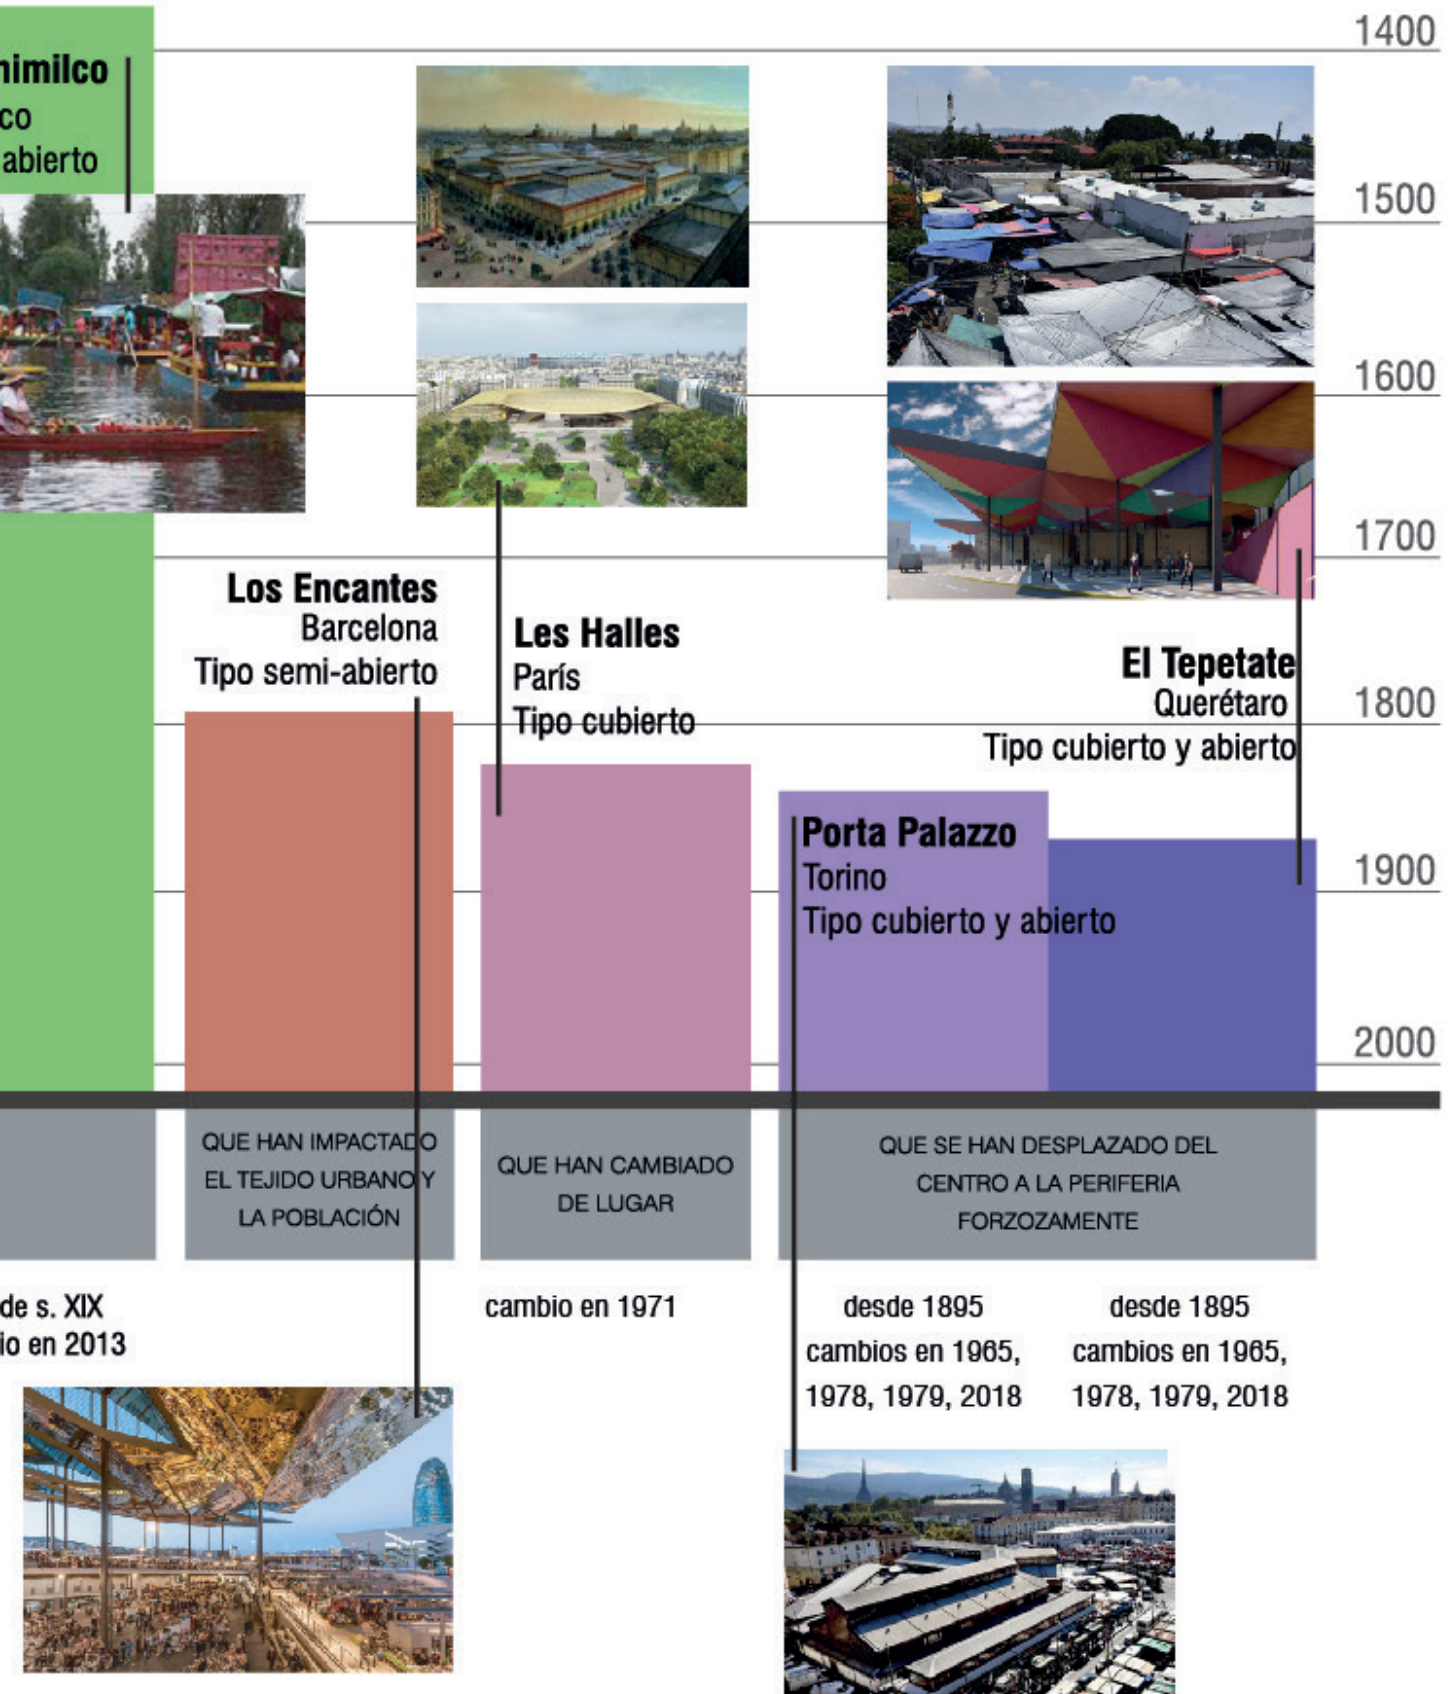 1400
himilco
co
abierto
1500
1600
1700
Los Encantes
Barcelona
Tipo semi-abierto
Les Halles
París
Tipo cubierto
El Tepetate
Querétaro
Tipo cubierto y abierto
1800
Porta Palazzo
Torino
Tipo cubierto y abierto
1900
2000
QUE HAN IMPACTADO
EL TEJIDO URBANO Y
LA POBLACIÓN
QUE HAN CAMBIADO
DE LUGAR
QUE SE HAN DESPLAZADO DEL
CENTRO A LA PERIFERIA
FORZOZAMENTE
de s. XIX
io en 2013
cambio en 1971
desde 1895
cambios en 1965,
1978, 1979, 2018
desde 1895
cambios en 1965,
1978, 1979, 2018